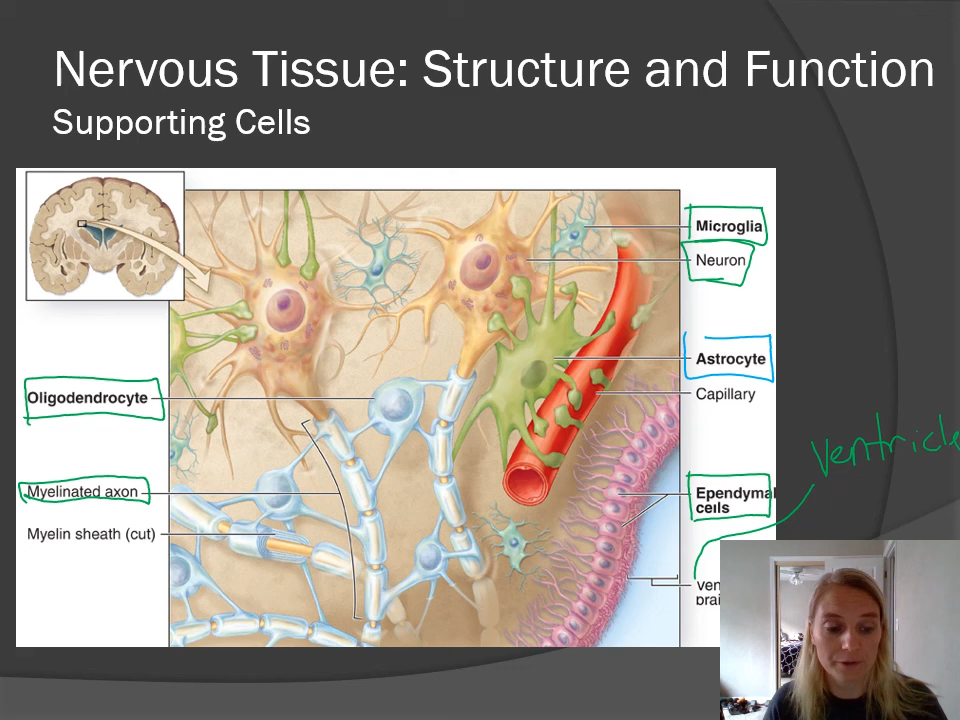 Nervous Tissue: Structure and Function
Supporting Cells
Microglia
Neuron
Astrocyte
Capillary
Oligodendrocyte
Ventricle
Myelinated axon
Ependymal
cells
Myelin sheath (cut)